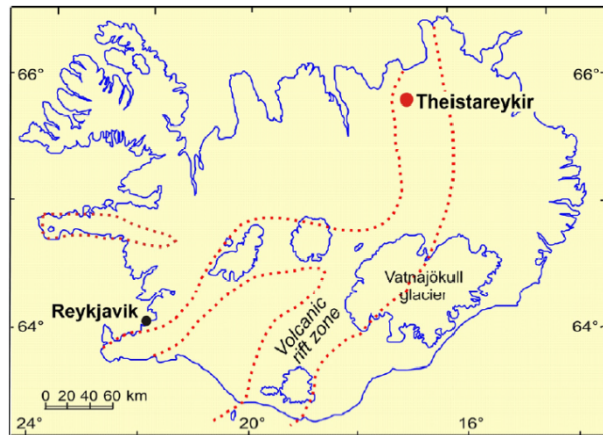 66°
66°
Theistareykir
Vatnajökull
glacier
Reykjavik
64°
64°
Volcanic
rift zone
0 20 40 60 km
24°
20°
16°